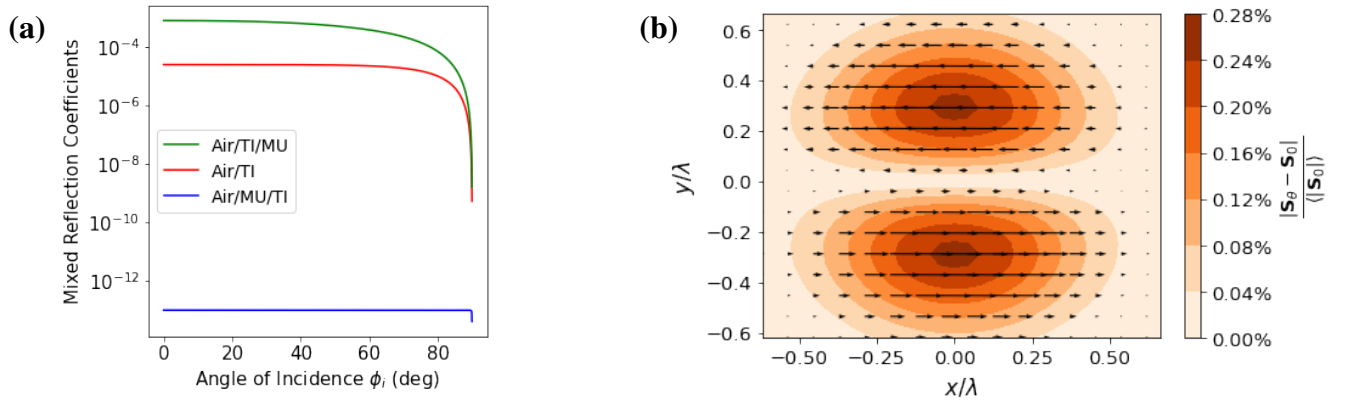 (a)
Mixed Reflection Coefficients
10⁻⁴
10⁻⁶
10⁻⁸
10⁻¹⁰
10⁻¹²
Air/TI/MU
Air/TI
Air/MU/TI
0 20 40 60 80
Angle of Incidence ϕᵢ (deg)
(b)
y/λ
0.6
0.4
0.2
0.0
−0.2
−0.4
−0.6
−0.50 −0.25 0.00 0.25 0.50
x/λ
0.28%
0.24%
0.20%
0.16%
0.12%
0.08%
0.04%
0.00%
|S_θ − S₀|
⟨|S₀|⟩